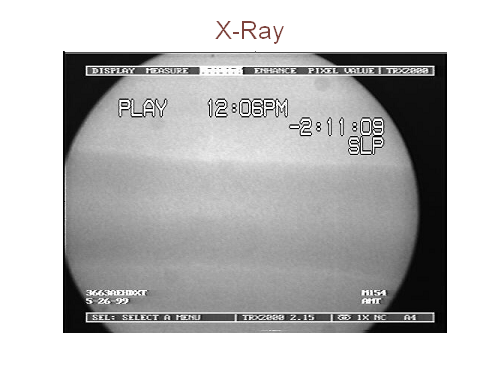 X-Ray
DISPLAY MEASURE ENHANCE PIXEL VALUE TRX2000
PLAY 12:06PM
-2:11:09
SLP
5-26-99
M154
AMT
SEL: SELECT A MENU TRX2000 2.15 1X NC A4